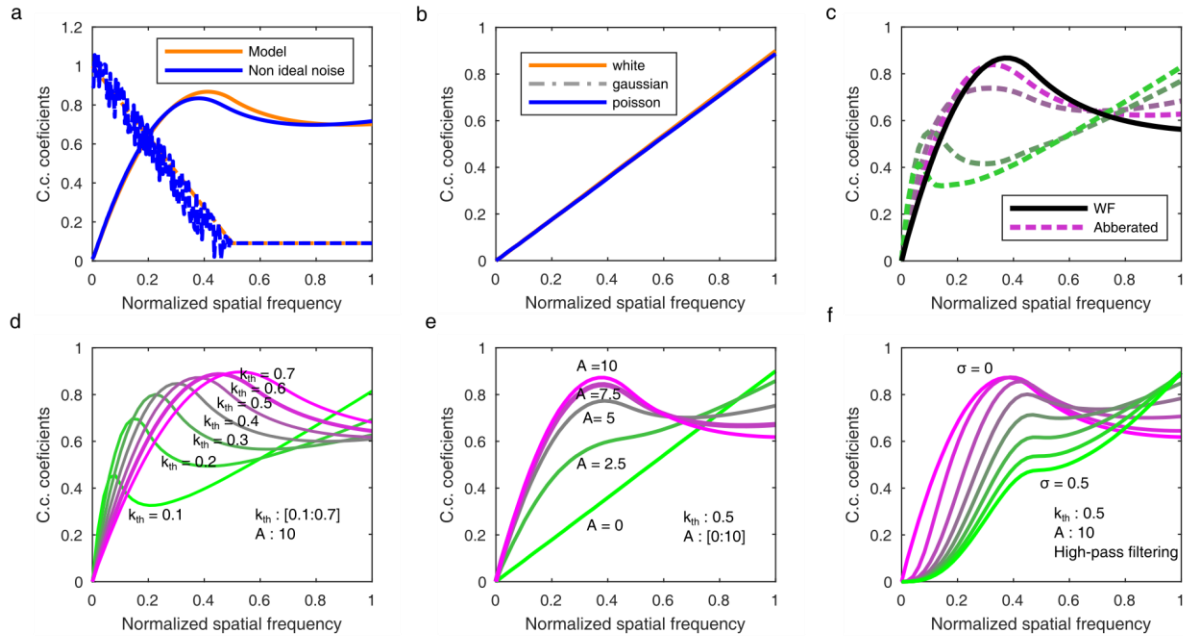 a
C.c. coeficients
1.2
1
0.8
0.6
0.4
0.2
0
Model
Non ideal noise
0 0.2 0.4 0.6 0.8 1
Normalized spatial frequency
b
C.c. coeficients
1
0.8
0.6
0.4
0.2
0
white
gaussian
poisson
0 0.2 0.4 0.6 0.8 1
Normalized spatial frequency
c
C.c. coeficients
1
0.8
0.6
0.4
0.2
0
WF
Abberated
0 0.2 0.4 0.6 0.8 1
Normalized spatial frequency
d
C.c. coeficients
1
0.8
0.6
0.4
0.2
0
kth = 0.7
kth = 0.6
kth = 0.5
kth = 0.4
kth = 0.3
kth = 0.2
kth = 0.1
kth : [0.1:0.7]
A : 10
0 0.2 0.4 0.6 0.8 1
Normalized spatial frequency
e
C.c. coeficients
1
0.8
0.6
0.4
0.2
0
A =10
A =7.5
A = 5
A = 2.5
A = 0
kth : 0.5
A : [0:10]
0 0.2 0.4 0.6 0.8 1
Normalized spatial frequency
f
C.c. coeficients
1
0.8
0.6
0.4
0.2
0
σ = 0
σ = 0.5
kth : 0.5
A : 10
High-pass filtering
0 0.2 0.4 0.6 0.8 1
Normalized spatial frequency